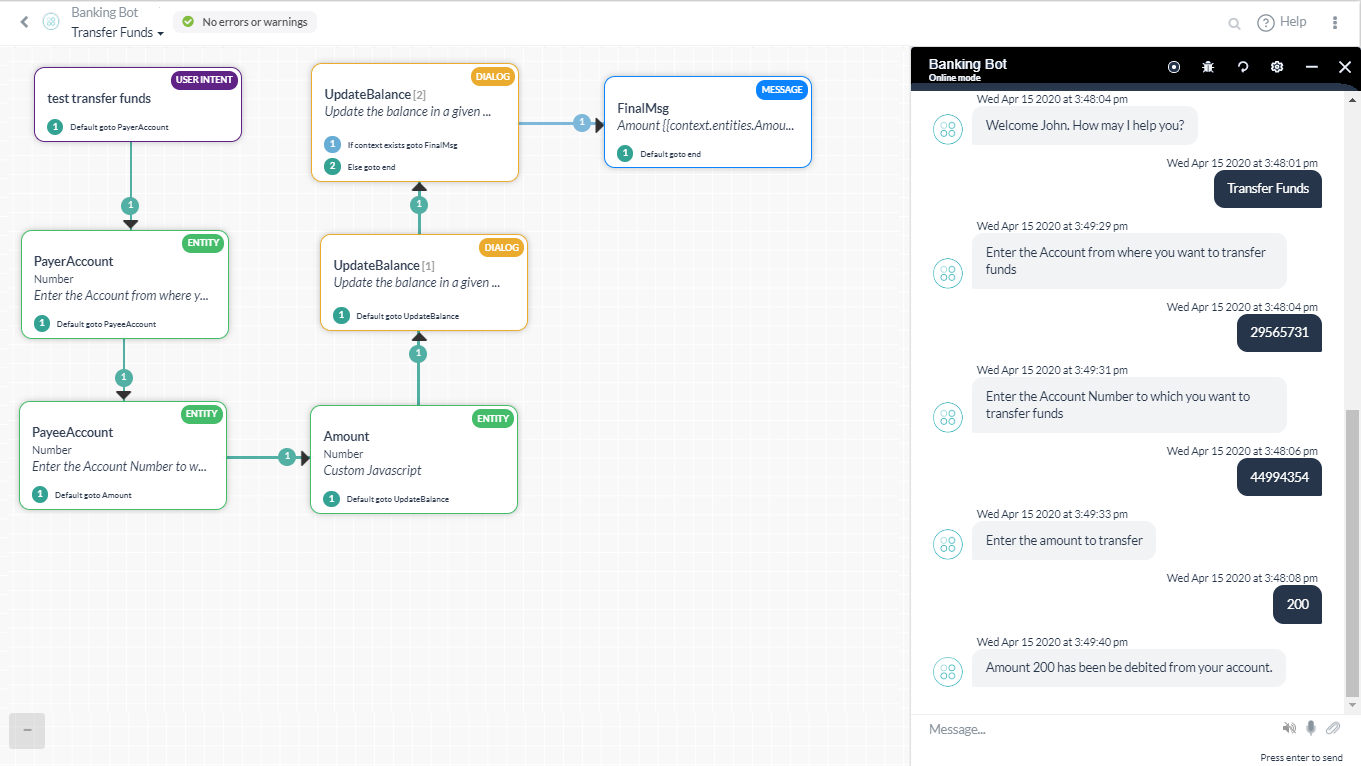 Banking Bot
Transfer Funds
No errors or warnings
Help
USER INTENT
test transfer funds
1 Default goto PayerAccount
1
ENTITY
PayerAccount
Number
Enter the Account from where y...
1 Default goto PayeeAccount
1
ENTITY
PayeeAccount
Number
Enter the Account Number to w...
1 Default goto Amount
1
ENTITY
Amount
Number
Custom Javascript
1 Default goto UpdateBalance
1
DIALOG
UpdateBalance [1]
Update the balance in a given ...
1 Default goto UpdateBalance
1
DIALOG
UpdateBalance [2]
Update the balance in a given ...
1 If context exists goto FinalMsg
2 Else goto end
1
MESSAGE
FinalMsg
Amount {{context.entities.Amou...
1 Default goto end
Banking Bot
Online mode
Wed Apr 15 2020 at 3:48:04 pm
Welcome John. How may I help you?
Wed Apr 15 2020 at 3:48:01 pm
Transfer Funds
Wed Apr 15 2020 at 3:49:29 pm
Enter the Account from where you want to transfer
funds
Wed Apr 15 2020 at 3:48:04 pm
29565731
Wed Apr 15 2020 at 3:49:31 pm
Enter the Account Number to which you want to
transfer funds
Wed Apr 15 2020 at 3:48:06 pm
44994354
Wed Apr 15 2020 at 3:49:33 pm
Enter the amount to transfer
Wed Apr 15 2020 at 3:48:08 pm
200
Wed Apr 15 2020 at 3:49:40 pm
Amount 200 has been be debited from your account.
Message...
Press enter to send